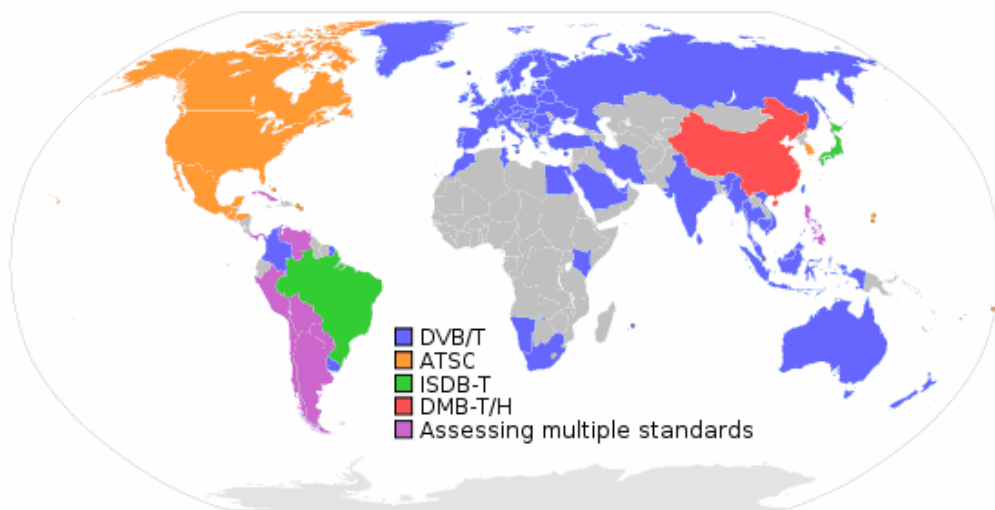 DVB/T
ATSC
ISDB-T
DMB-T/H
Assessing multiple standards